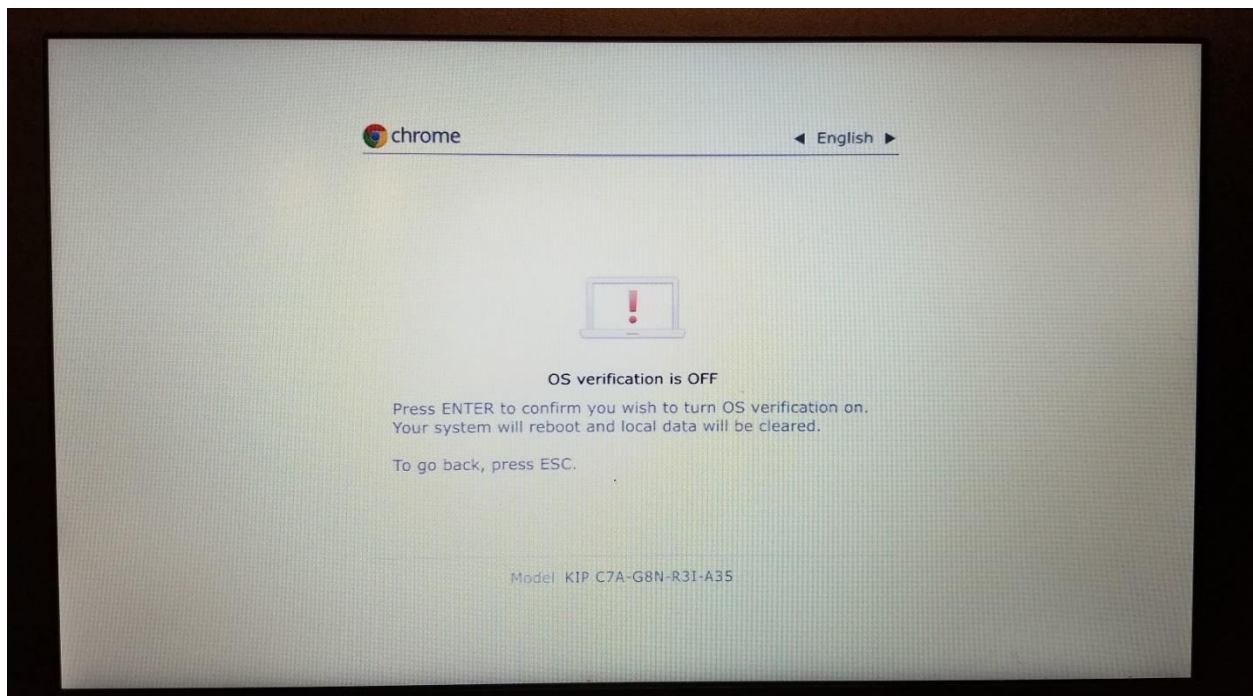 chrome
◄ English ►
!
OS verification is OFF
Press ENTER to confirm you wish to turn OS verification on.
Your system will reboot and local data will be cleared.
To go back, press ESC.
Model KIP C7A-G8N-R3I-A35